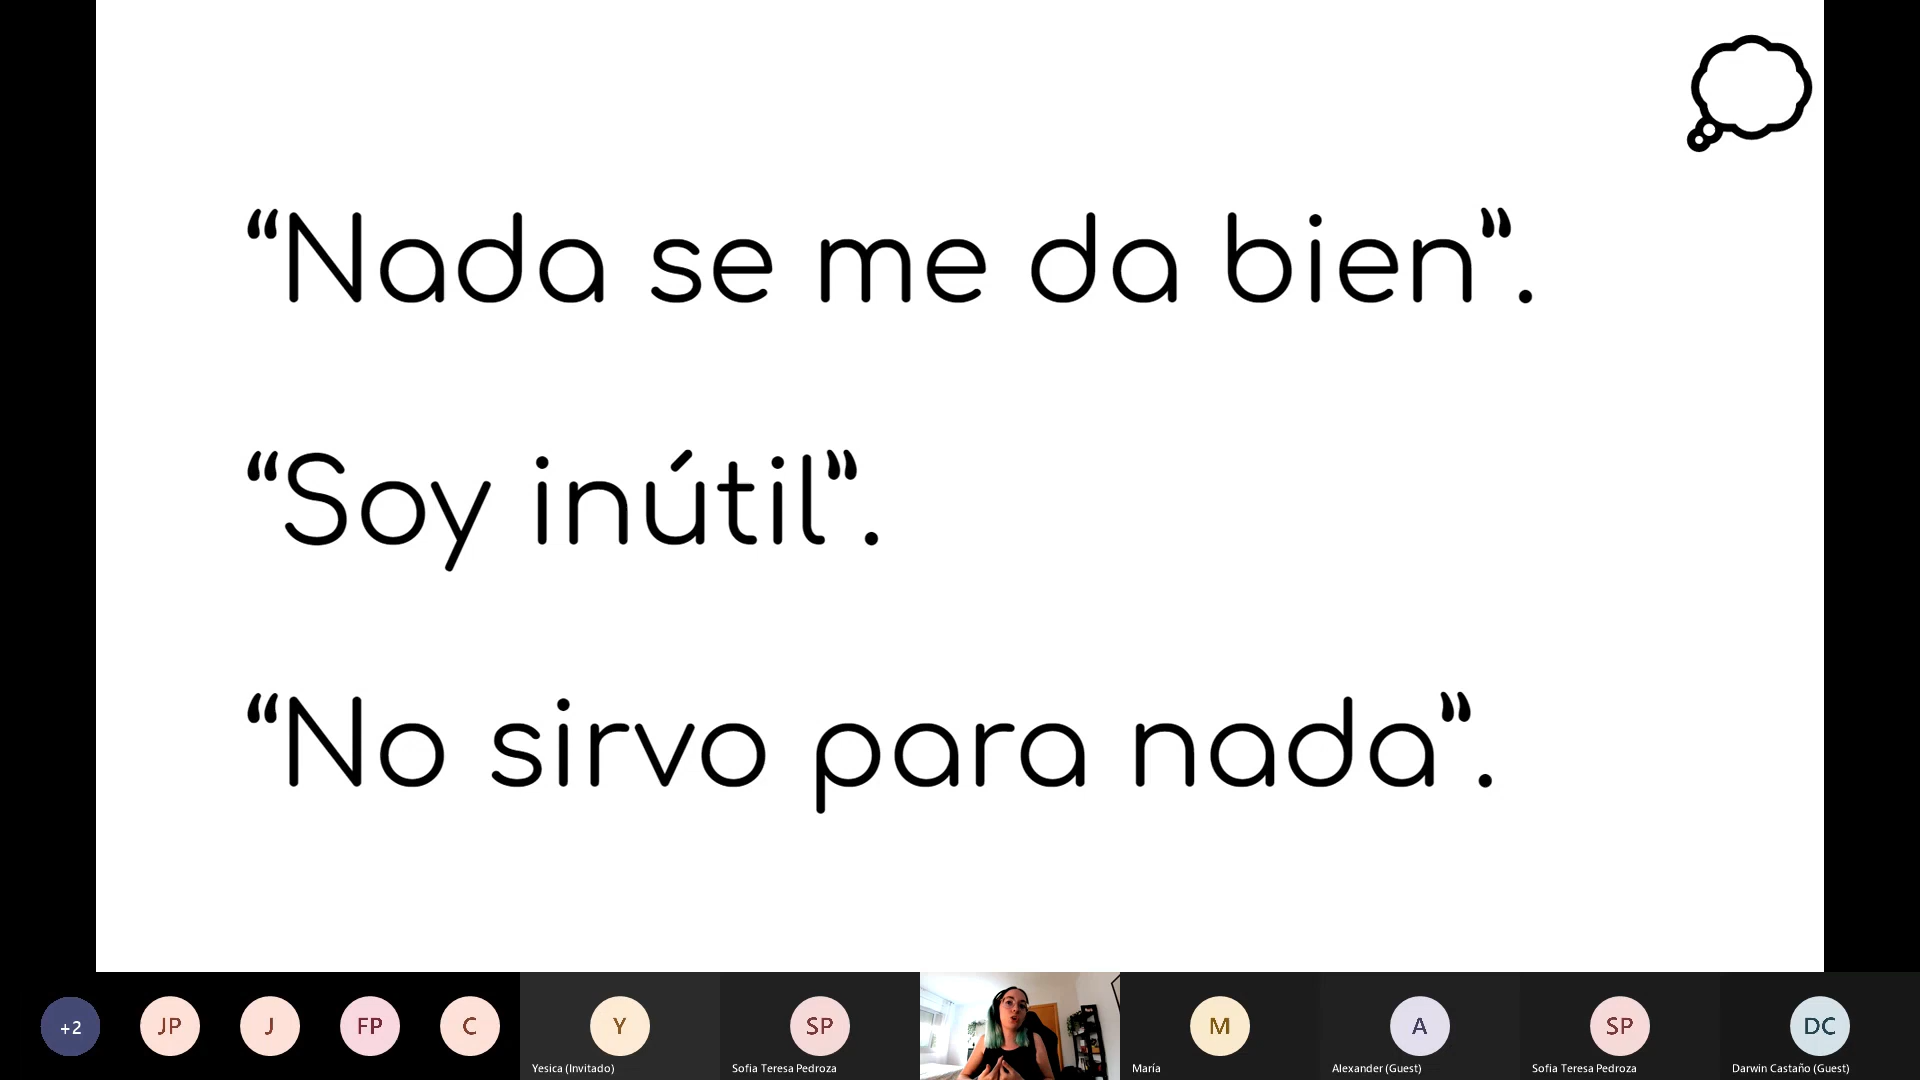 “Nada se me da bien”.
“Soy inútil”.
“No sirvo para nada”.
+2
JP
J
FP
C
Y
SP
M
A
SP
DC
Yesica (Invitado)
Sofia Teresa Pedroza
María
Alexander (Guest)
Sofia Teresa Pedroza
Darwin Castaño (Guest)